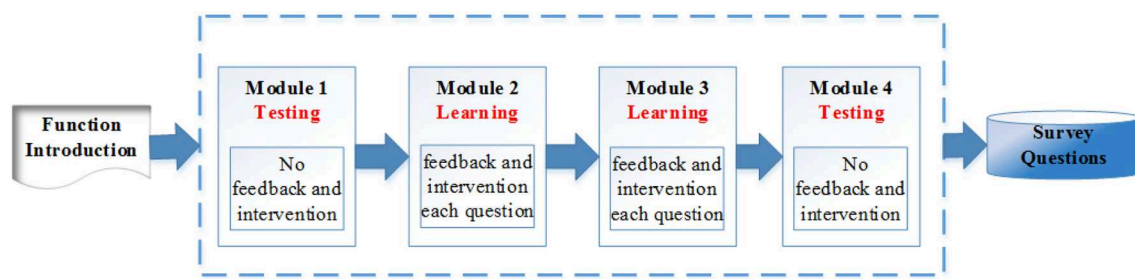 Function
Introduction
Module 1
Testing
No
feedback and
intervention
Module 2
Learning
feedback and
intervention
each question
Module 3
Learning
feedback and
intervention
each question
Module 4
Testing
No
feedback and
intervention
Survey
Questions